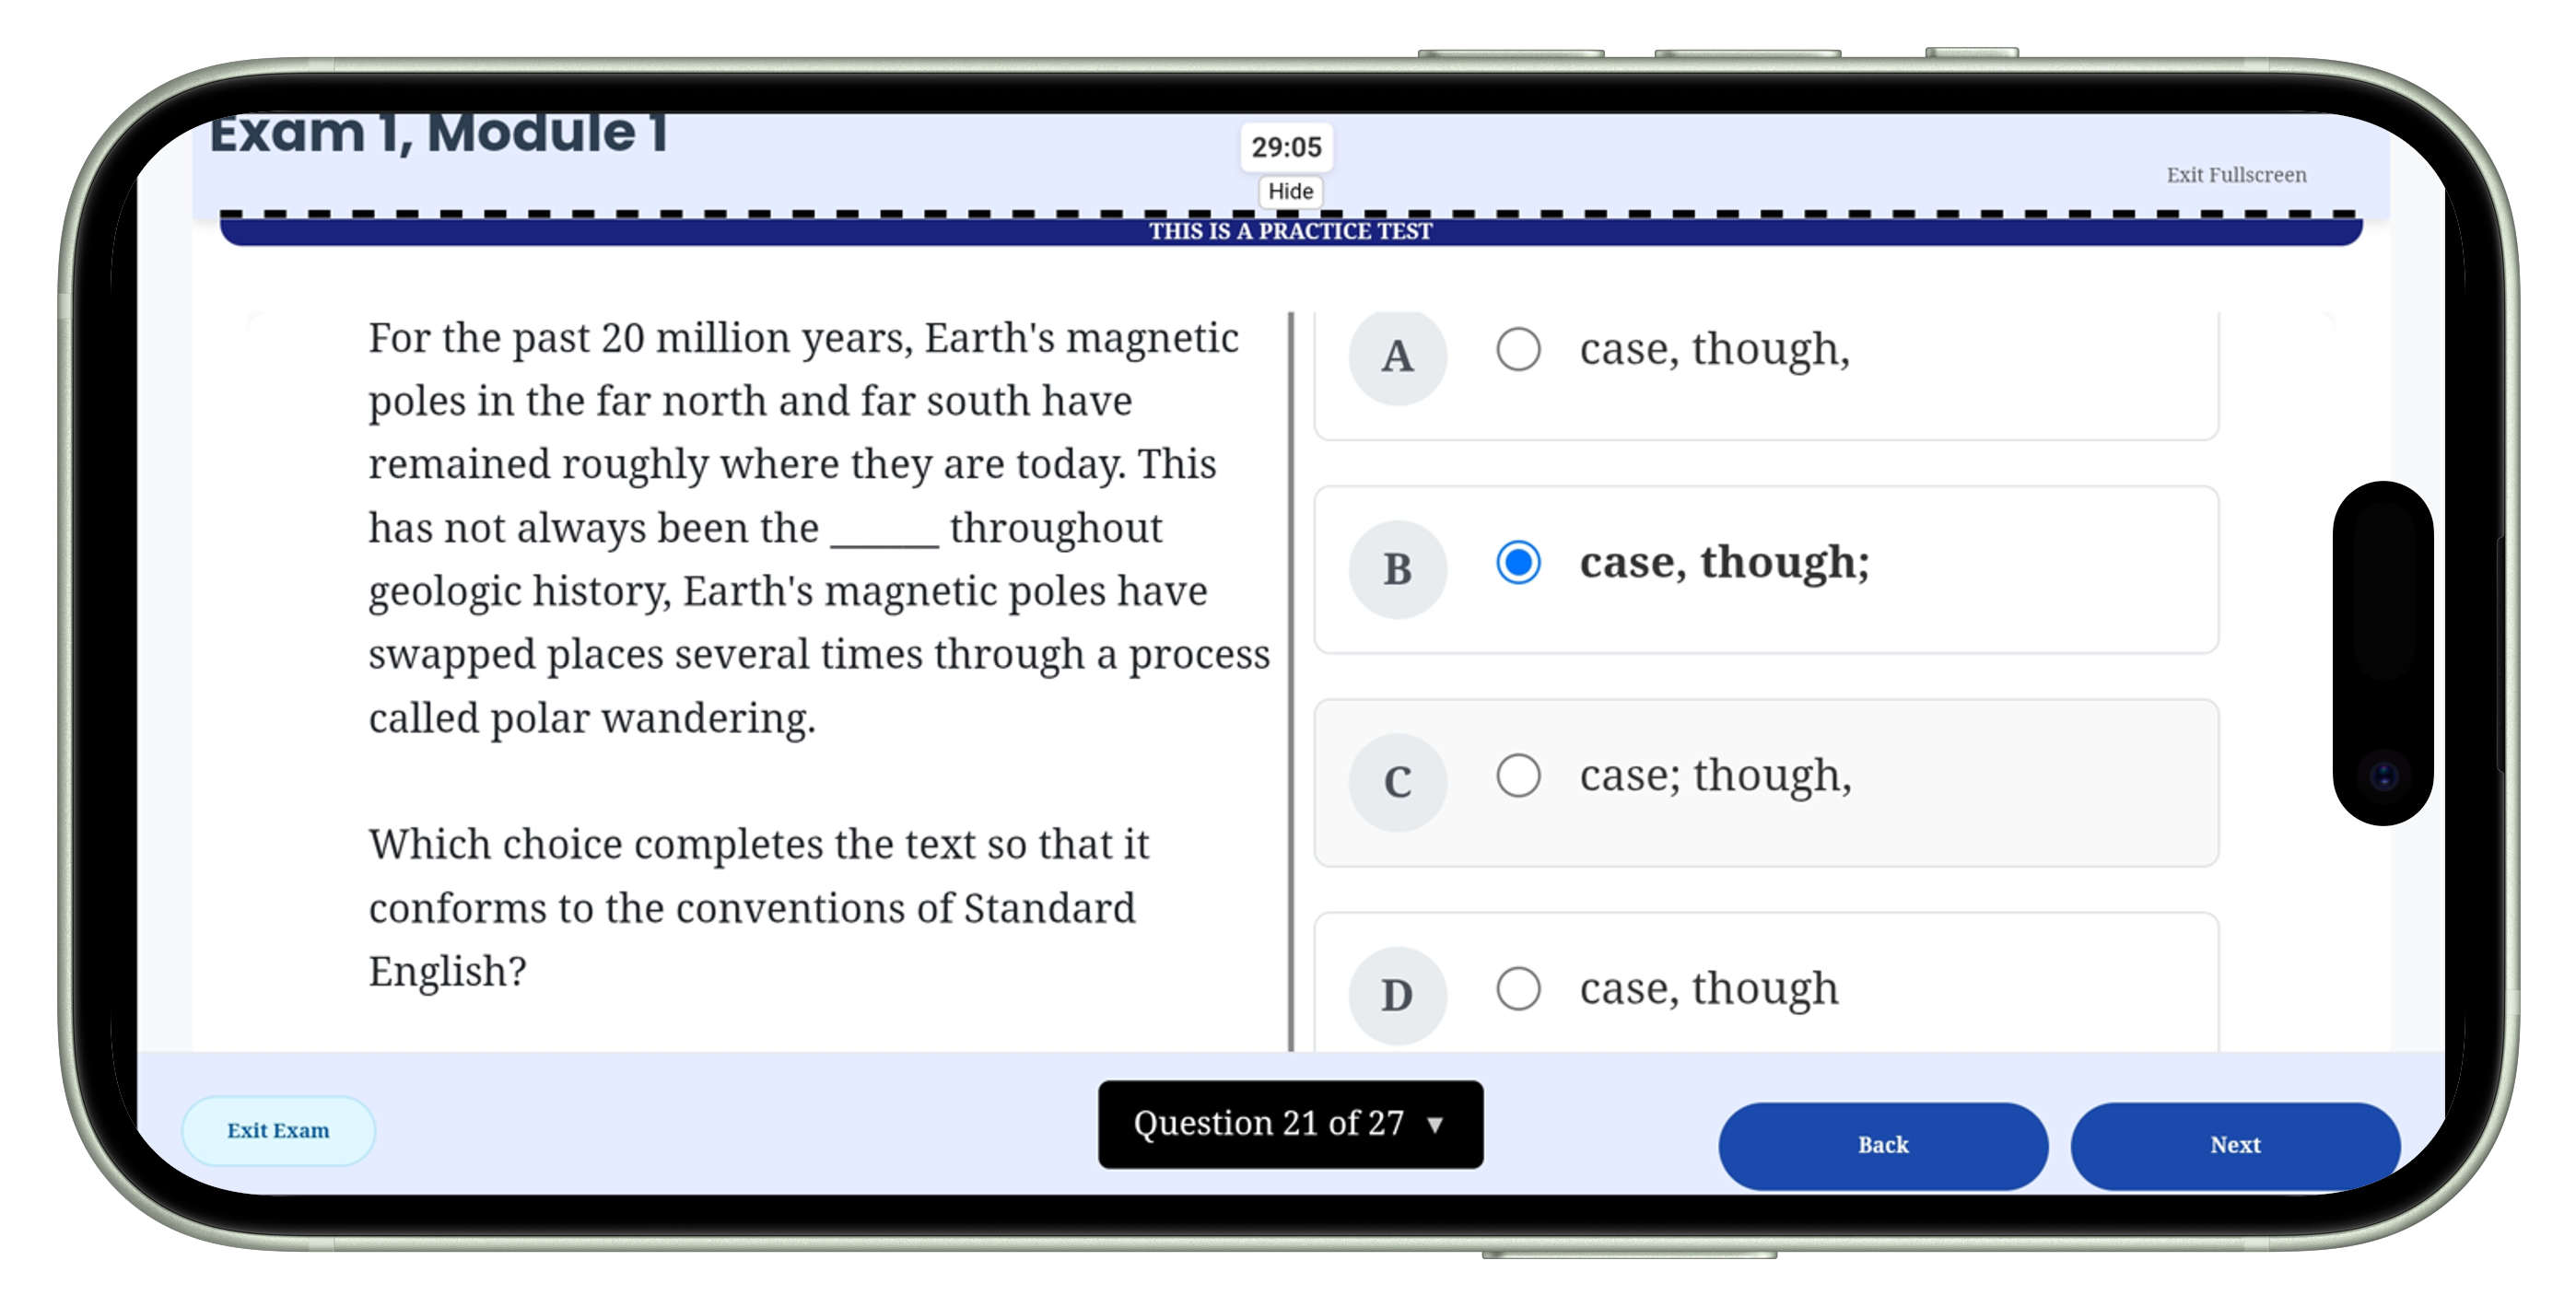 Exam 1, Module 1
29:05
Hide
Exit Fullscreen
THIS IS A PRACTICE TEST
For the past 20 million years, Earth's magnetic
poles in the far north and far south have
remained roughly where they are today. This
has not always been the ______ throughout
geologic history, Earth's magnetic poles have
swapped places several times through a process
called polar wandering.
Which choice completes the text so that it
conforms to the conventions of Standard
English?
A case, though,
B case, though;
C case; though,
D case, though
Exit Exam
Question 21 of 27 ▼
Back
Next